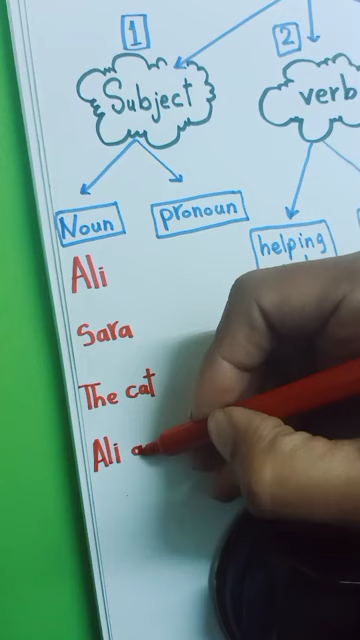 1
2
Subject
verb
Noun
pronoun
helping
Ali
Sara
The cat
Ali a